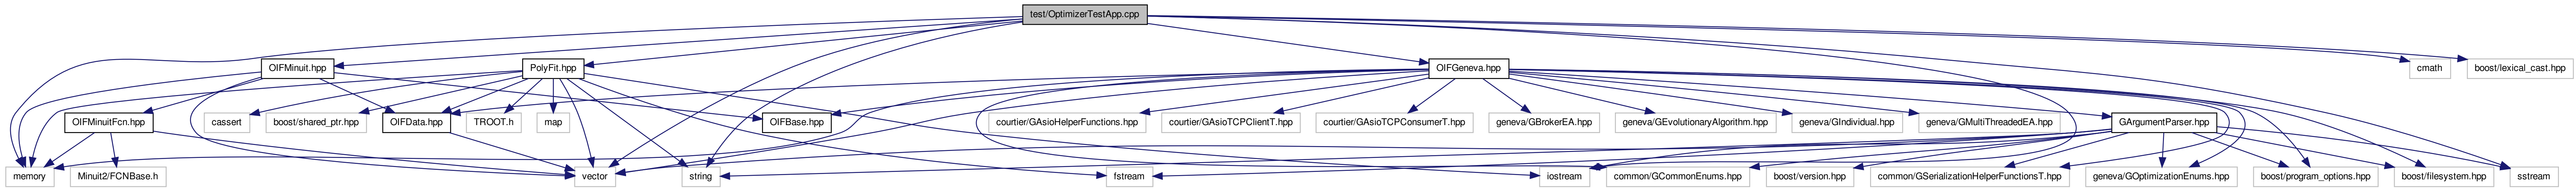 test/OptimizerTestApp.cpp
OIFMinuit.hpp
PolyFit.hpp
OIFGeneva.hpp
cmath
boost/lexical_cast.hpp
OIFMinuitFcn.hpp
cassert
boost/shared_ptr.hpp
OIFData.hpp
TROOT.h
map
OIFBase.hpp
courtier/GAsioHelperFunctions.hpp
courtier/GAsioTCPClientT.hpp
courtier/GAsioTCPConsumerT.hpp
geneva/GBrokerEA.hpp
geneva/GEvolutionaryAlgorithm.hpp
geneva/GIndividual.hpp
geneva/GMultiThreadedEA.hpp
GArgumentParser.hpp
memory
Minuit2/FCNBase.h
vector
string
fstream
iostream
common/GCommonEnums.hpp
boost/version.hpp
common/GSerializationHelperFunctionsT.hpp
geneva/GOptimizationEnums.hpp
boost/program_options.hpp
boost/filesystem.hpp
sstream